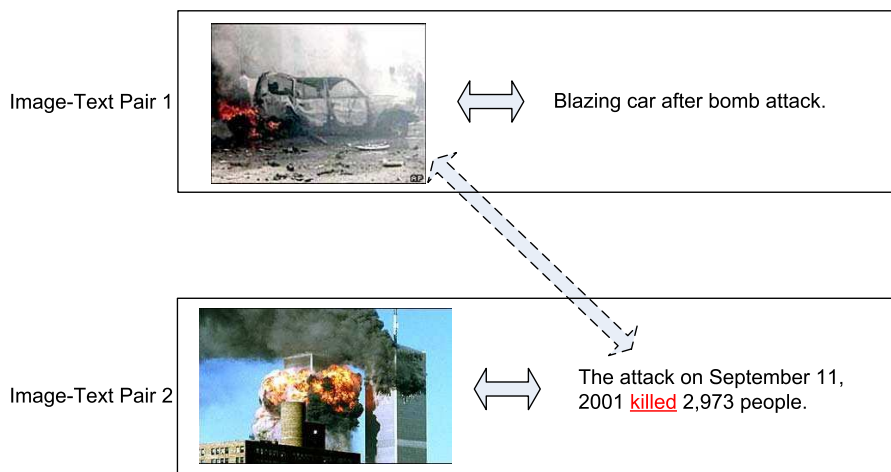 Image-Text Pair 1
Blazing car after bomb attack.
AP
Image-Text Pair 2
The attack on September 11,
2001 killed 2,973 people.